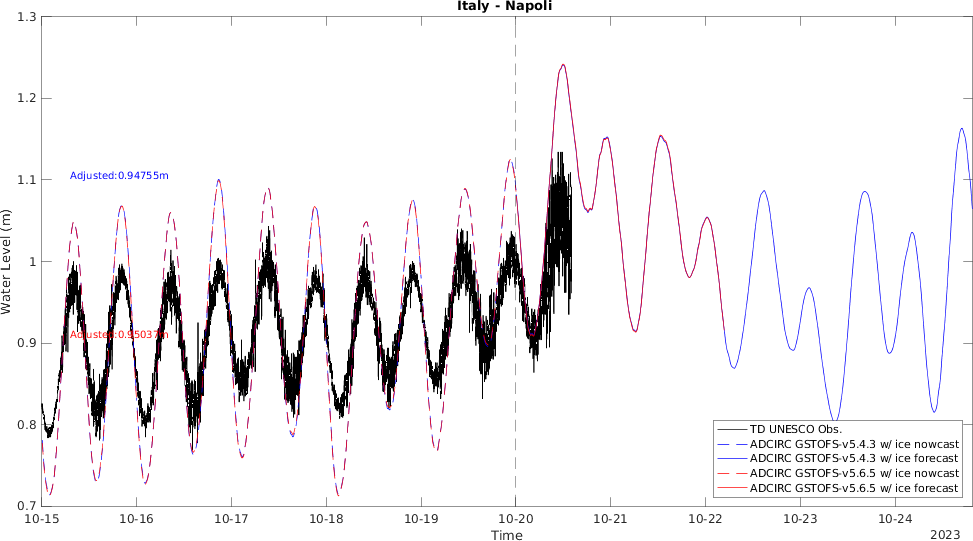 Italy - Napoli
1.3
1.2
1.1
1
0.9
0.8
0.7
Water Level (m)
Adjusted:0.94755m
Adjusted:0.95037m
TD UNESCO Obs.
ADCIRC GSTOFS-v5.4.3 w/ ice nowcast
ADCIRC GSTOFS-v5.4.3 w/ ice forecast
ADCIRC GSTOFS-v5.6.5 w/ ice nowcast
ADCIRC GSTOFS-v5.6.5 w/ ice forecast
10-15 10-16 10-17 10-18 10-19 10-20 10-21 10-22 10-23 10-24
Time
2023